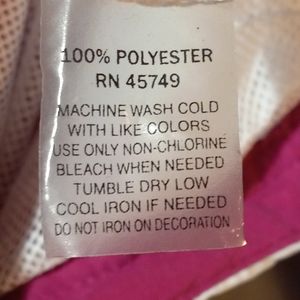 100% POLYESTER
RN 45749
MACHINE WASH COLD
WITH LIKE COLORS
USE ONLY NON-CHLORINE
BLEACH WHEN NEEDED
TUMBLE DRY LOW
COOL IRON IF NEEDED
DO NOT IRON ON DECORATION